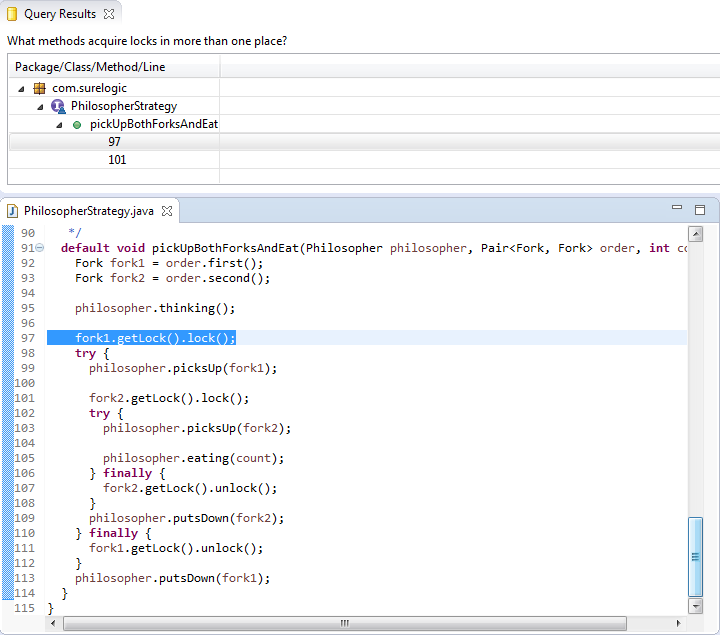 Query Results
What methods acquire locks in more than one place?
Package/Class/Method/Line
com.surelogic
PhilosopherStrategy
pickUpBothForksAndEat
97
101
PhilosopherStrategy.java
90 */
91 default void pickUpBothForksAndEat(Philosopher philosopher, Pair<Fork, Fork> order, int co
92 Fork fork1 = order.first();
93 Fork fork2 = order.second();
94
95 philosopher.thinking();
96
97 fork1.getLock().lock();
98 try {
99 philosopher.picksUp(fork1);
100
101 fork2.getLock().lock();
102 try {
103 philosopher.picksUp(fork2);
104
105 philosopher.eating(count);
106 } finally {
107 fork2.getLock().unlock();
108 }
109 philosopher.putsDown(fork2);
110 } finally {
111 fork1.getLock().unlock();
112 }
113 philosopher.putsDown(fork1);
114 }
115 }